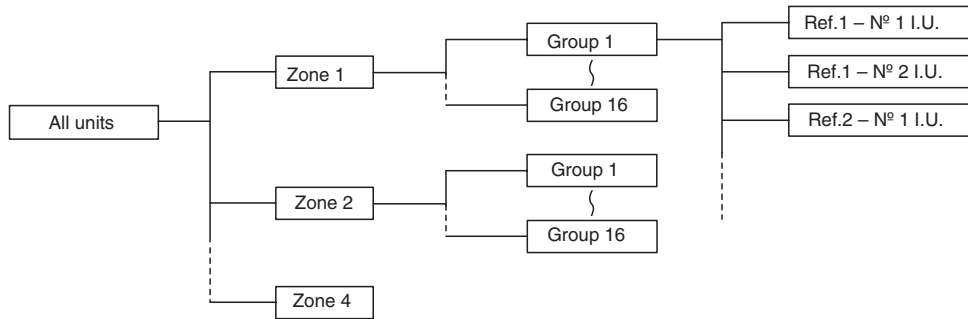 All units
Zone 1
Group 1
Group 16
Ref.1 – Nº 1 I.U.
Ref.1 – Nº 2 I.U.
Ref.2 – Nº 1 I.U.
Zone 2
Group 1
Group 16
Zone 4